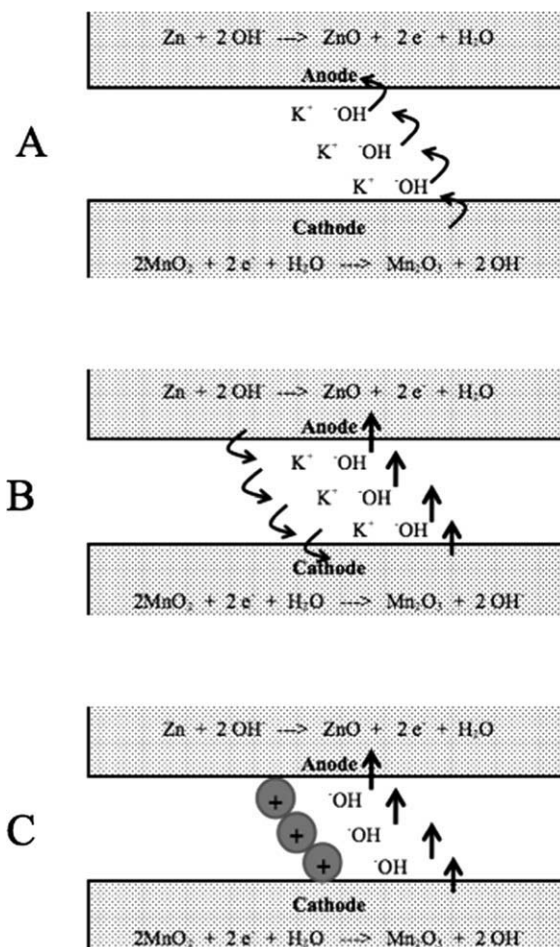 Zn + 2 OH⁻ ---> ZnO + 2 e⁻ + H₂O
Anode
K⁺ ⁻OH
A
K⁺ ⁻OH
K⁺ ⁻OH
Cathode
2MnO₂ + 2 e⁻ + H₂O ---> Mn₂O₃ + 2 OH⁻
Zn + 2 OH⁻ ---> ZnO + 2 e⁻ + H₂O
Anode
K⁺ ⁻OH
B
K⁺ ⁻OH
K⁺ ⁻OH
Cathode
2MnO₂ + 2 e⁻ + H₂O ---> Mn₂O₃ + 2 OH⁻
Zn + 2 OH⁻ ---> ZnO + 2 e⁻ + H₂O
Anode
+ ⁻OH
C
+ ⁻OH
+ ⁻OH
Cathode
2MnO₂ + 2 e⁻ + H₂O ---> Mn₂O₃ + 2 OH⁻